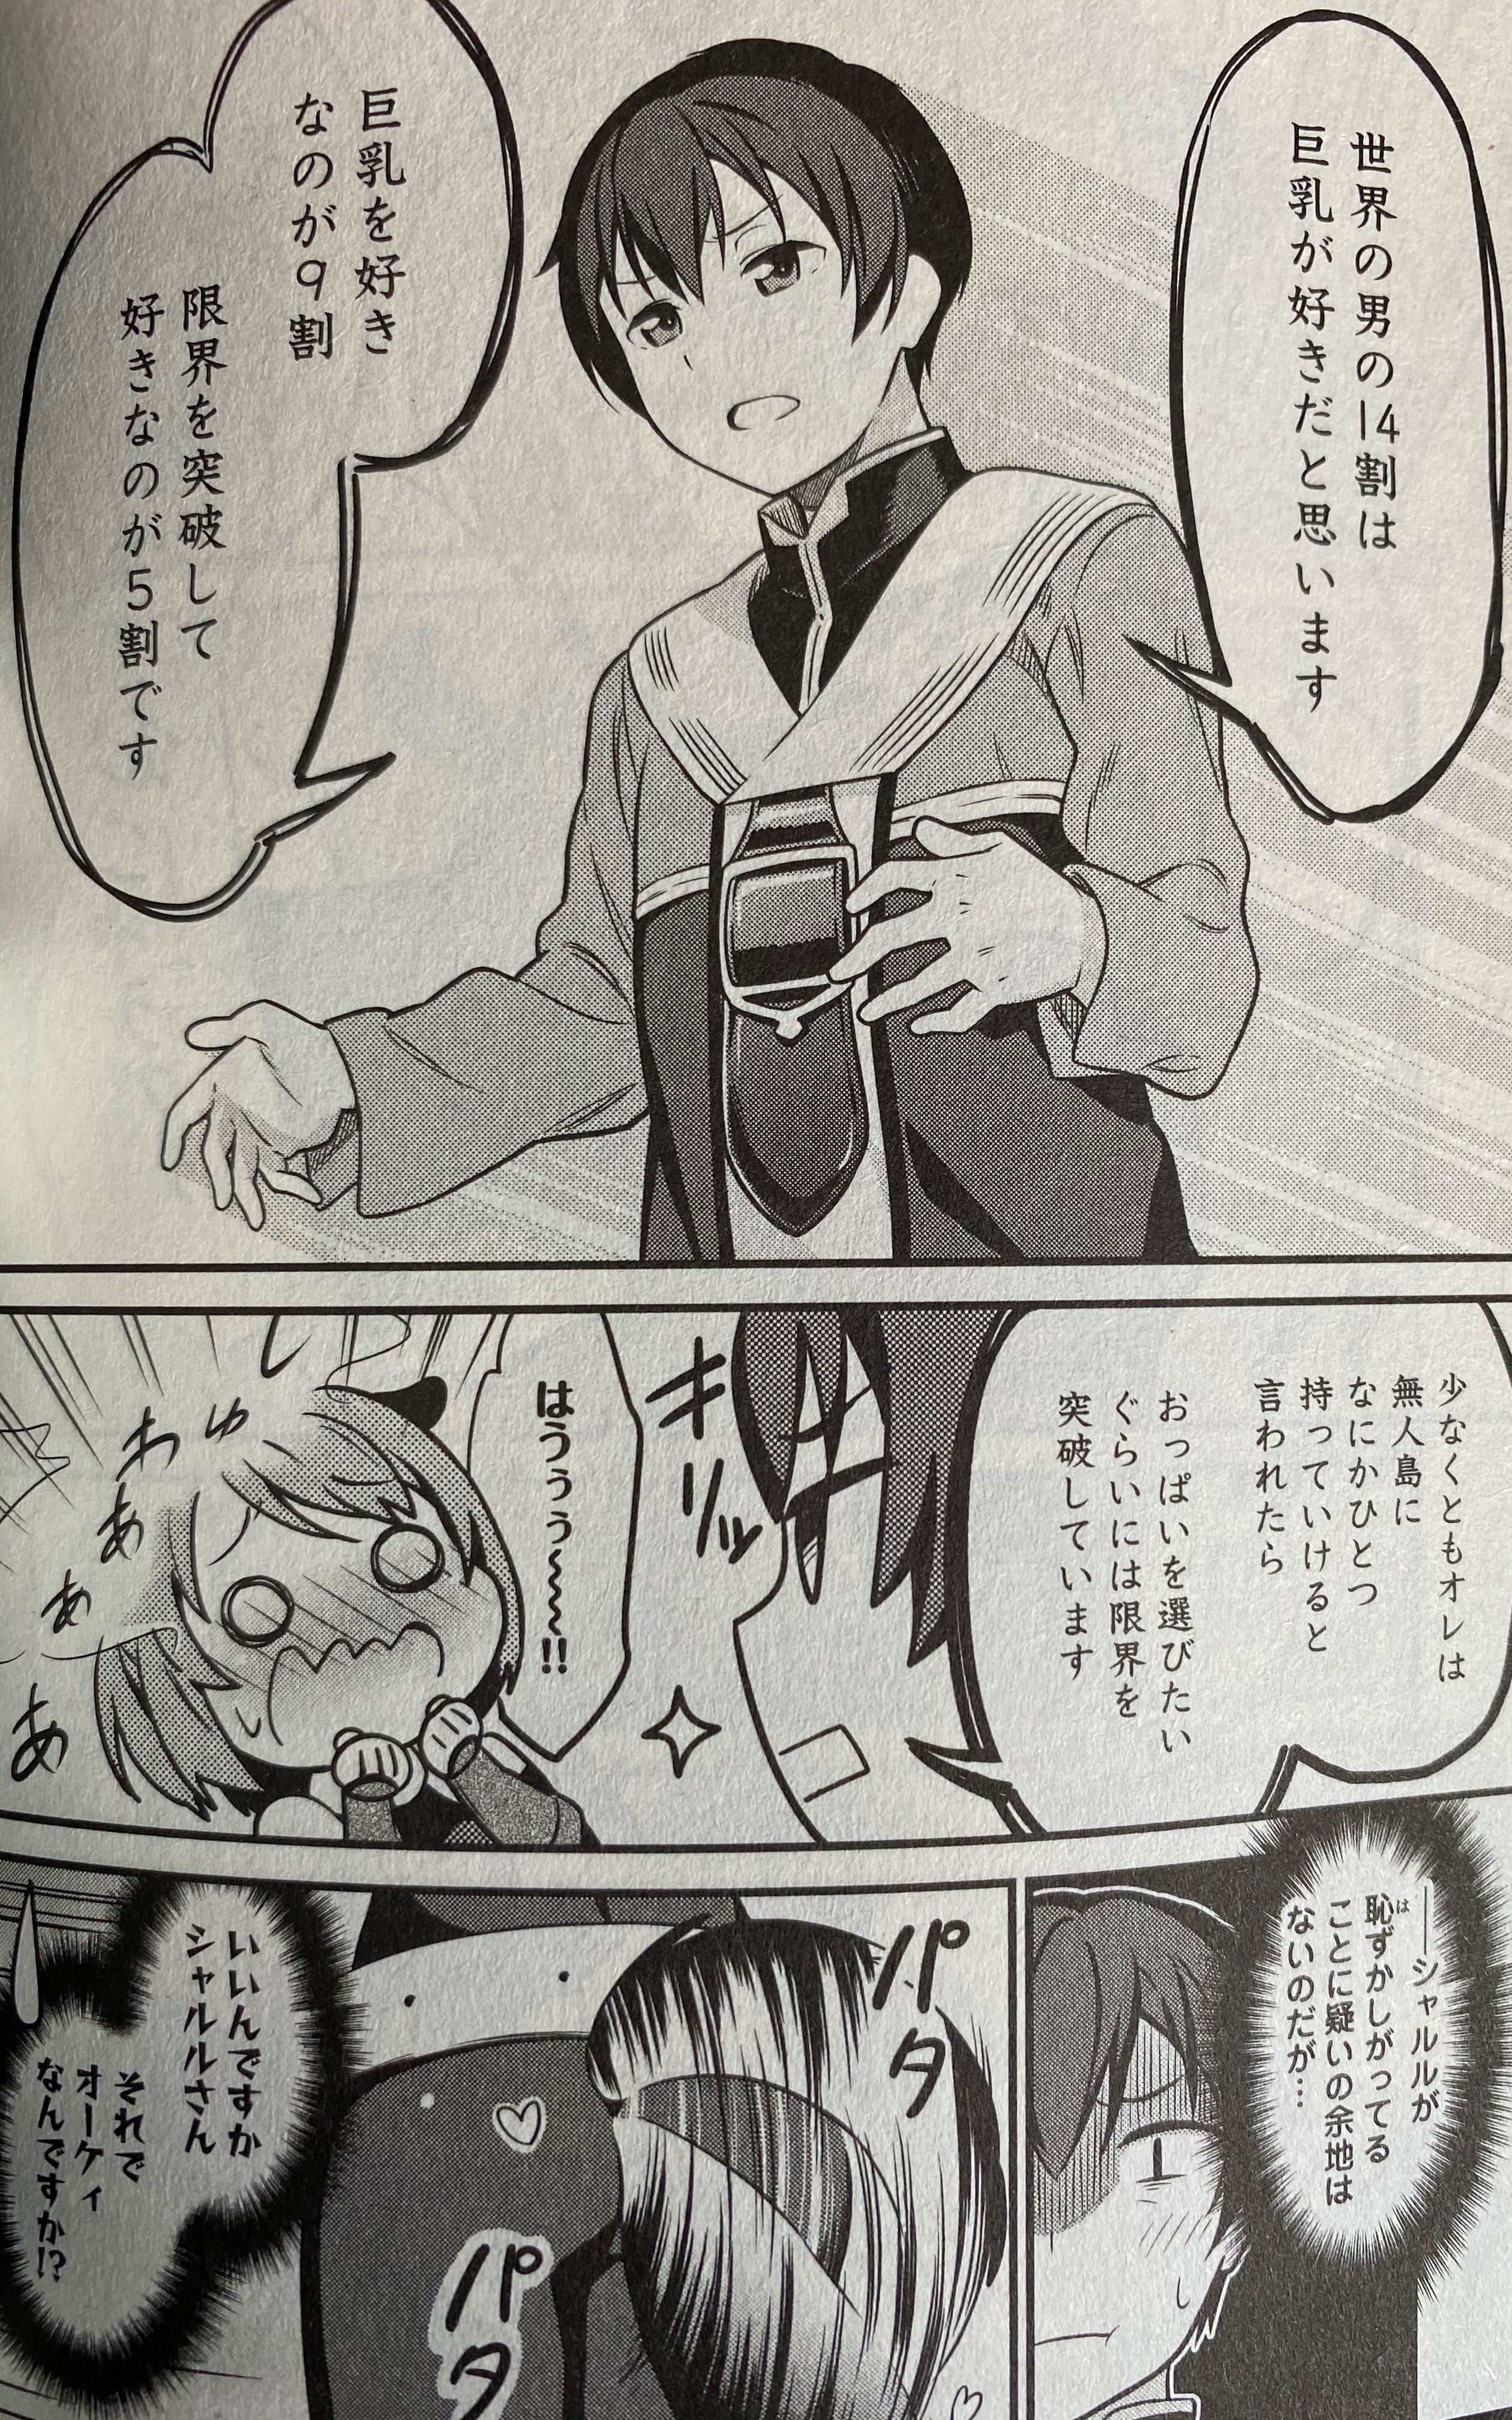 世界の男の14割は
巨乳が好きだと思います
巨乳を好き
なのが9割
限界を突破して
好きなのが5割です
少なくともオレは
無人島に
なにかひとつ
持っていけると
言われたら
おっぱいを選びたい
ぐらいには限界を
突破しています
キリッ
はううう〜〜〜!!
――シャルルが
恥ずかしがってる
は
ことに疑いの余地は
ないのだが…
パタ
パタ
いいんですか
シャルルさん
それで
オーケィ
なんですか!?